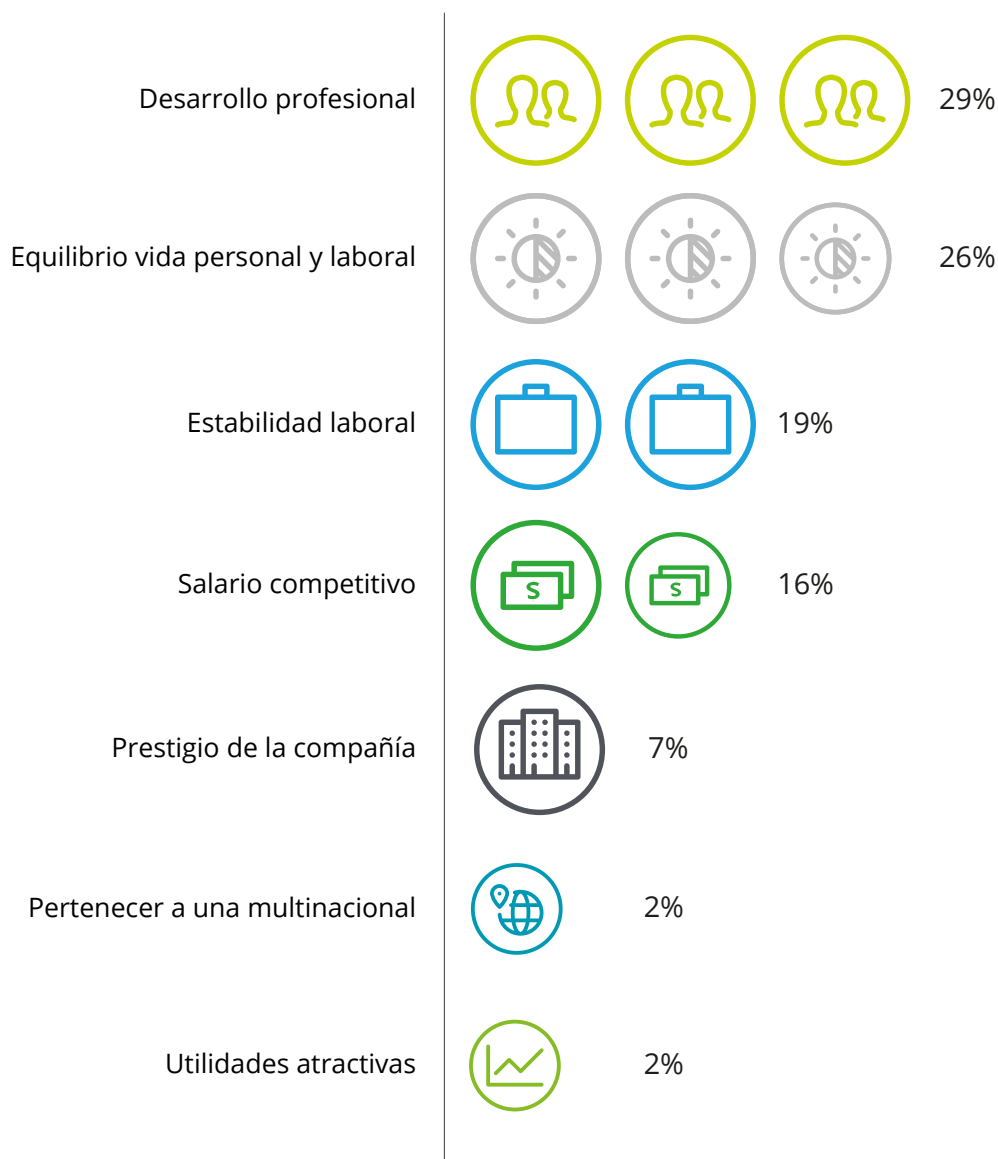 Desarrollo profesional 29%
Equilibrio vida personal y laboral 26%
Estabilidad laboral 19%
Salario competitivo $ $ 16%
Prestigio de la compañía 7%
Pertenecer a una multinacional 2%
Utilidades atractivas 2%